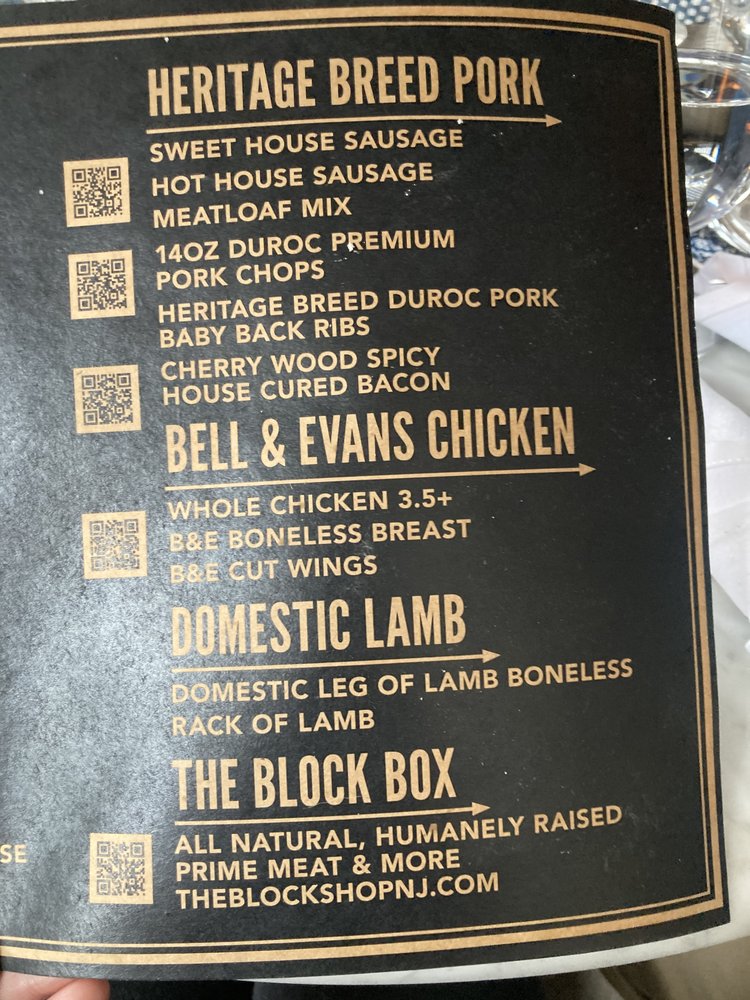 HERITAGE BREED PORK
SWEET HOUSE SAUSAGE
HOT HOUSE SAUSAGE
MEATLOAF MIX
14OZ DUROC PREMIUM
PORK CHOPS
HERITAGE BREED DUROC PORK
BABY BACK RIBS
CHERRY WOOD SPICY
HOUSE CURED BACON
BELL & EVANS CHICKEN
WHOLE CHICKEN 3.5+
B&E BONELESS BREAST
B&E CUT WINGS
DOMESTIC LAMB
DOMESTIC LEG OF LAMB BONELESS
RACK OF LAMB
THE BLOCK BOX
ALL NATURAL, HUMANELY RAISED
PRIME MEAT & MORE
THEBLOCKSHOPNJ.COM
SE